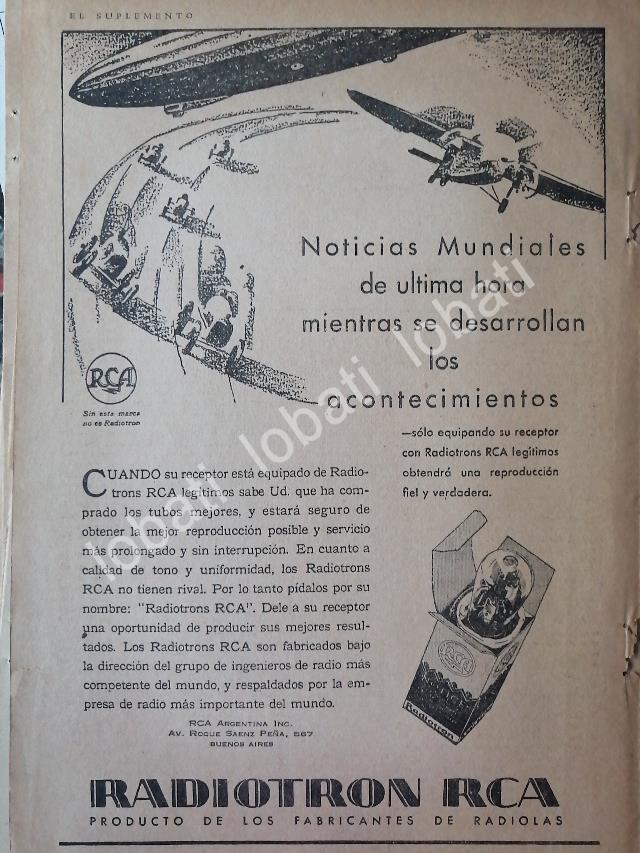 EL SUPLEMENTO
Noticias Mundiales
de ultima hora
mientras se desarrollan
los
acontecimientos
RCA
Sin esta marca
no es Radiotron
—sólo equipando su receptor
con Radiotrons RCA legítimos
obtendrá una reproducción
fiel y verdadera.
CUANDO su receptor está equipado de Radio-
trons RCA legítimos sabe Ud. que ha com-
prado los tubos mejores, y estará seguro de
obtener la mejor reproducción posible y servicio
más prolongado y sin interrupción. En cuanto a
calidad de tono y uniformidad, los Radiotrons
RCA no tienen rival. Por lo tanto pídalos por su
nombre: "Radiotrons RCA". Dele a su receptor
una oportunidad de producir sus mejores resul-
tados. Los Radiotrons RCA son fabricados bajo
la dirección del grupo de ingenieros de radio más
competente del mundo, y respaldados por la em-
presa de radio más importante del mundo.
RCA ARGENTINA INC.
AV. ROQUE SAENZ PEÑA, 567
BUENOS AIRES
RCA
Radiotron
RADIOTRON RCA
PRODUCTO DE LOS FABRICANTES DE RADIOLAS
lobati lobati lobati lobati